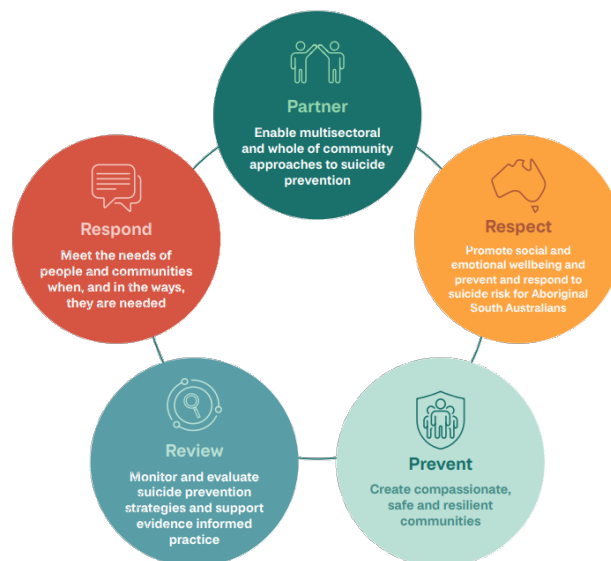 Partner
Enable multisectoral
and whole of community
approaches to suicide
prevention
Respect
Promote social and
emotional wellbeing and
prevent and respond to
suicide risk for Aboriginal
South Australians
Prevent
Create compassionate,
safe and resilient
communities
Review
Monitor and evaluate
suicide prevention
strategies and support
evidence informed
practice
Respond
Meet the needs of
people and communities
when, and in the ways,
they are needed